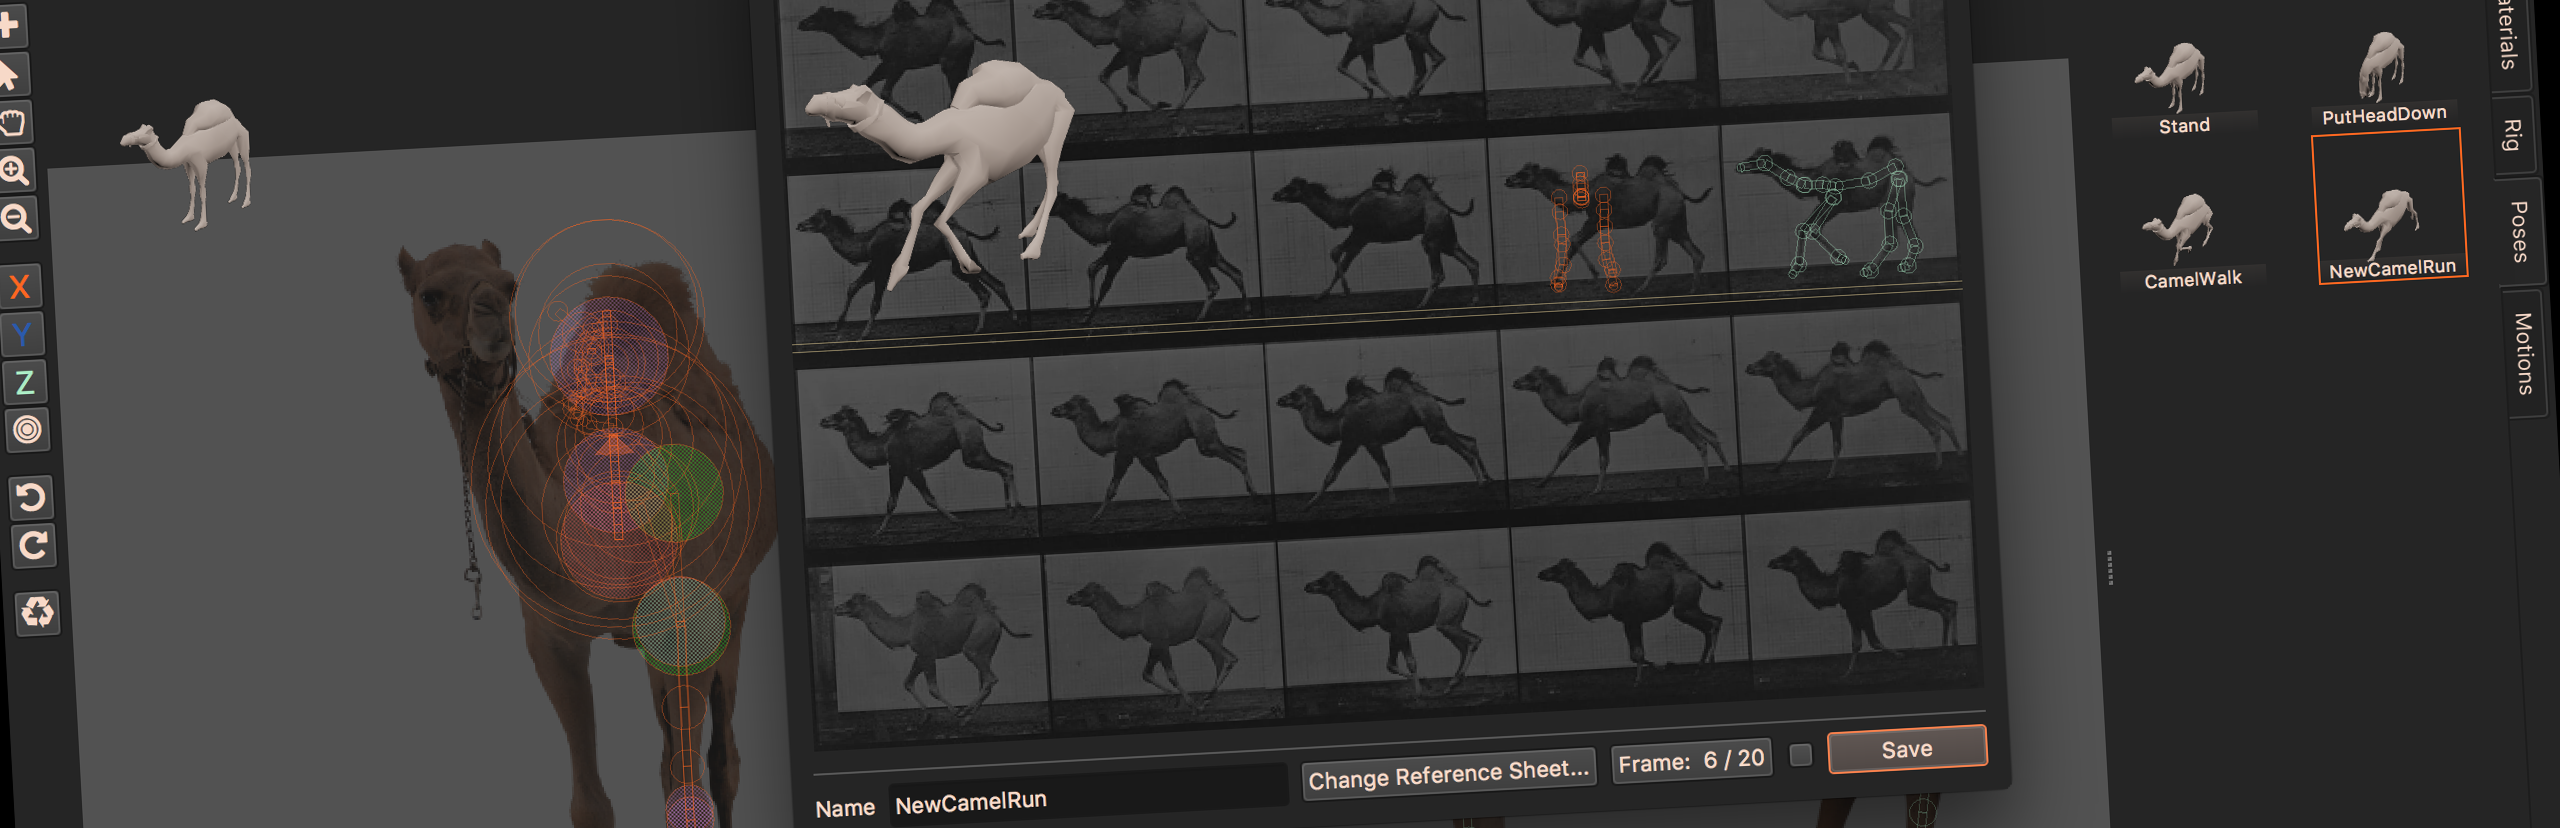 X
Y
Z
Stand
PutHeadDown
CamelWalk
NewCamelRun
aterials
Rig
Poses
Motions
Name
NewCamelRun
Change Reference Sheet...
Frame: 6 / 20
Save